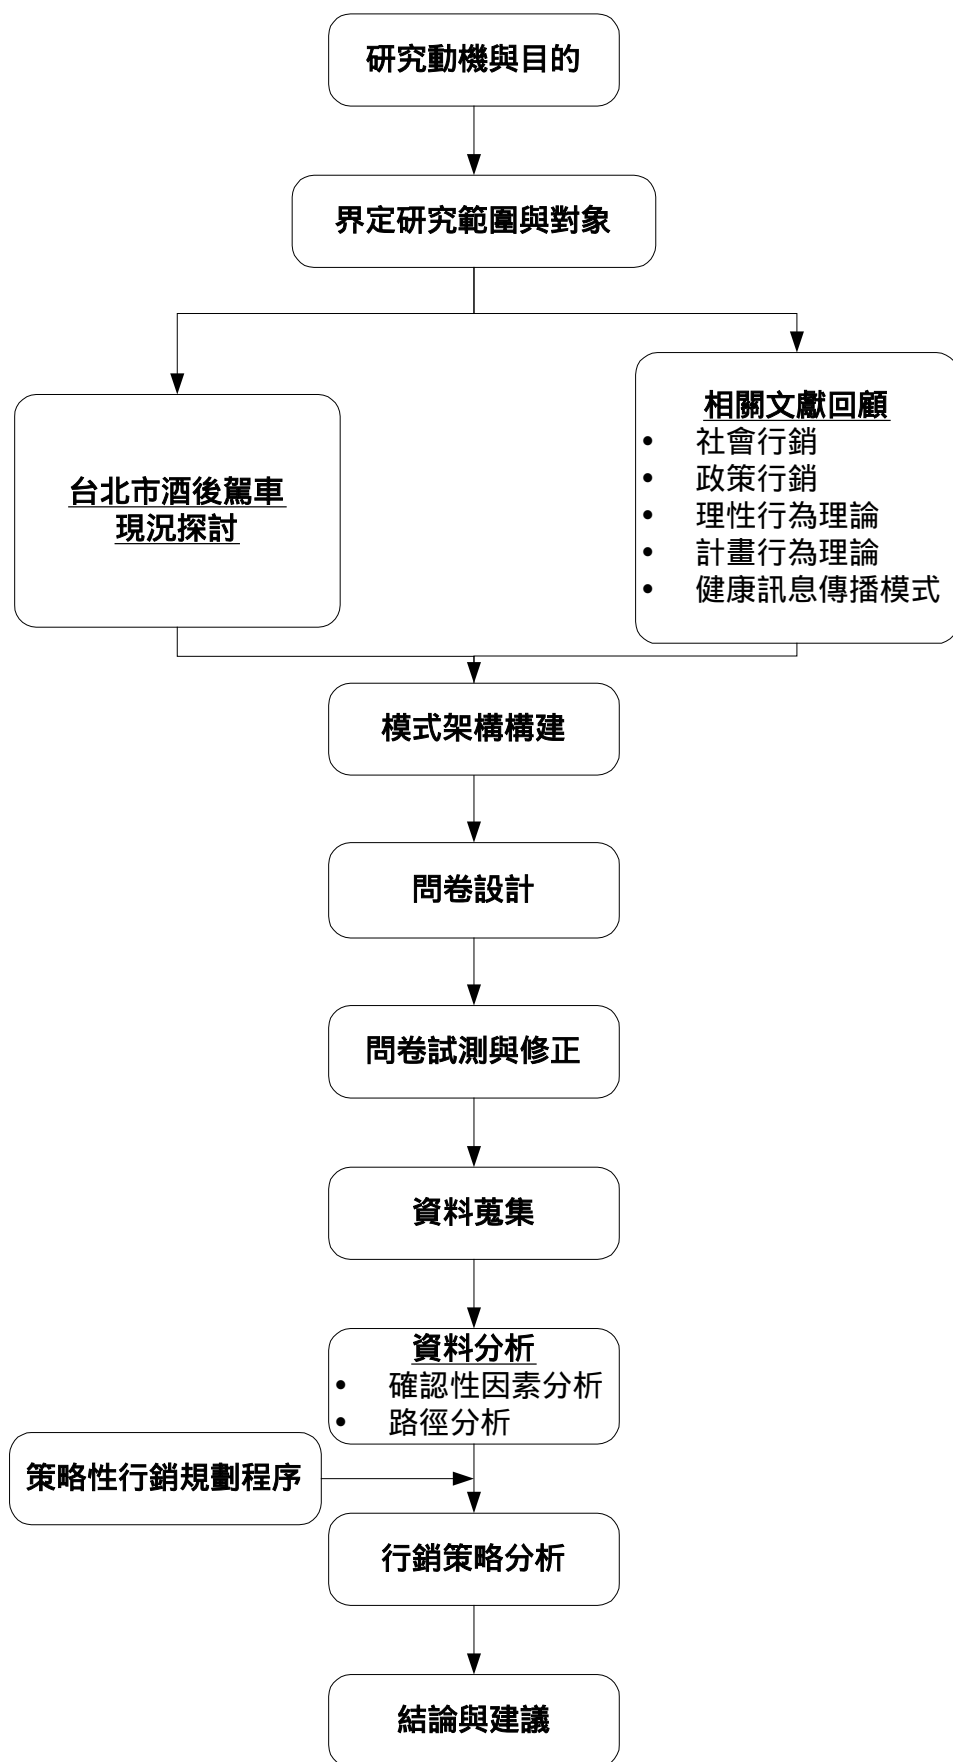 研究動機與目的
界定研究範圍與對象
台北市酒後駕車
現況探討
相關文獻回顧
• 社會行銷
• 政策行銷
• 理性行為理論
• 計畫行為理論
• 健康訊息傳播模式
模式架構構建
問卷設計
問卷試測與修正
資料蒐集
資料分析
• 確認性因素分析
• 路徑分析
策略性行銷規劃程序
行銷策略分析
結論與建議